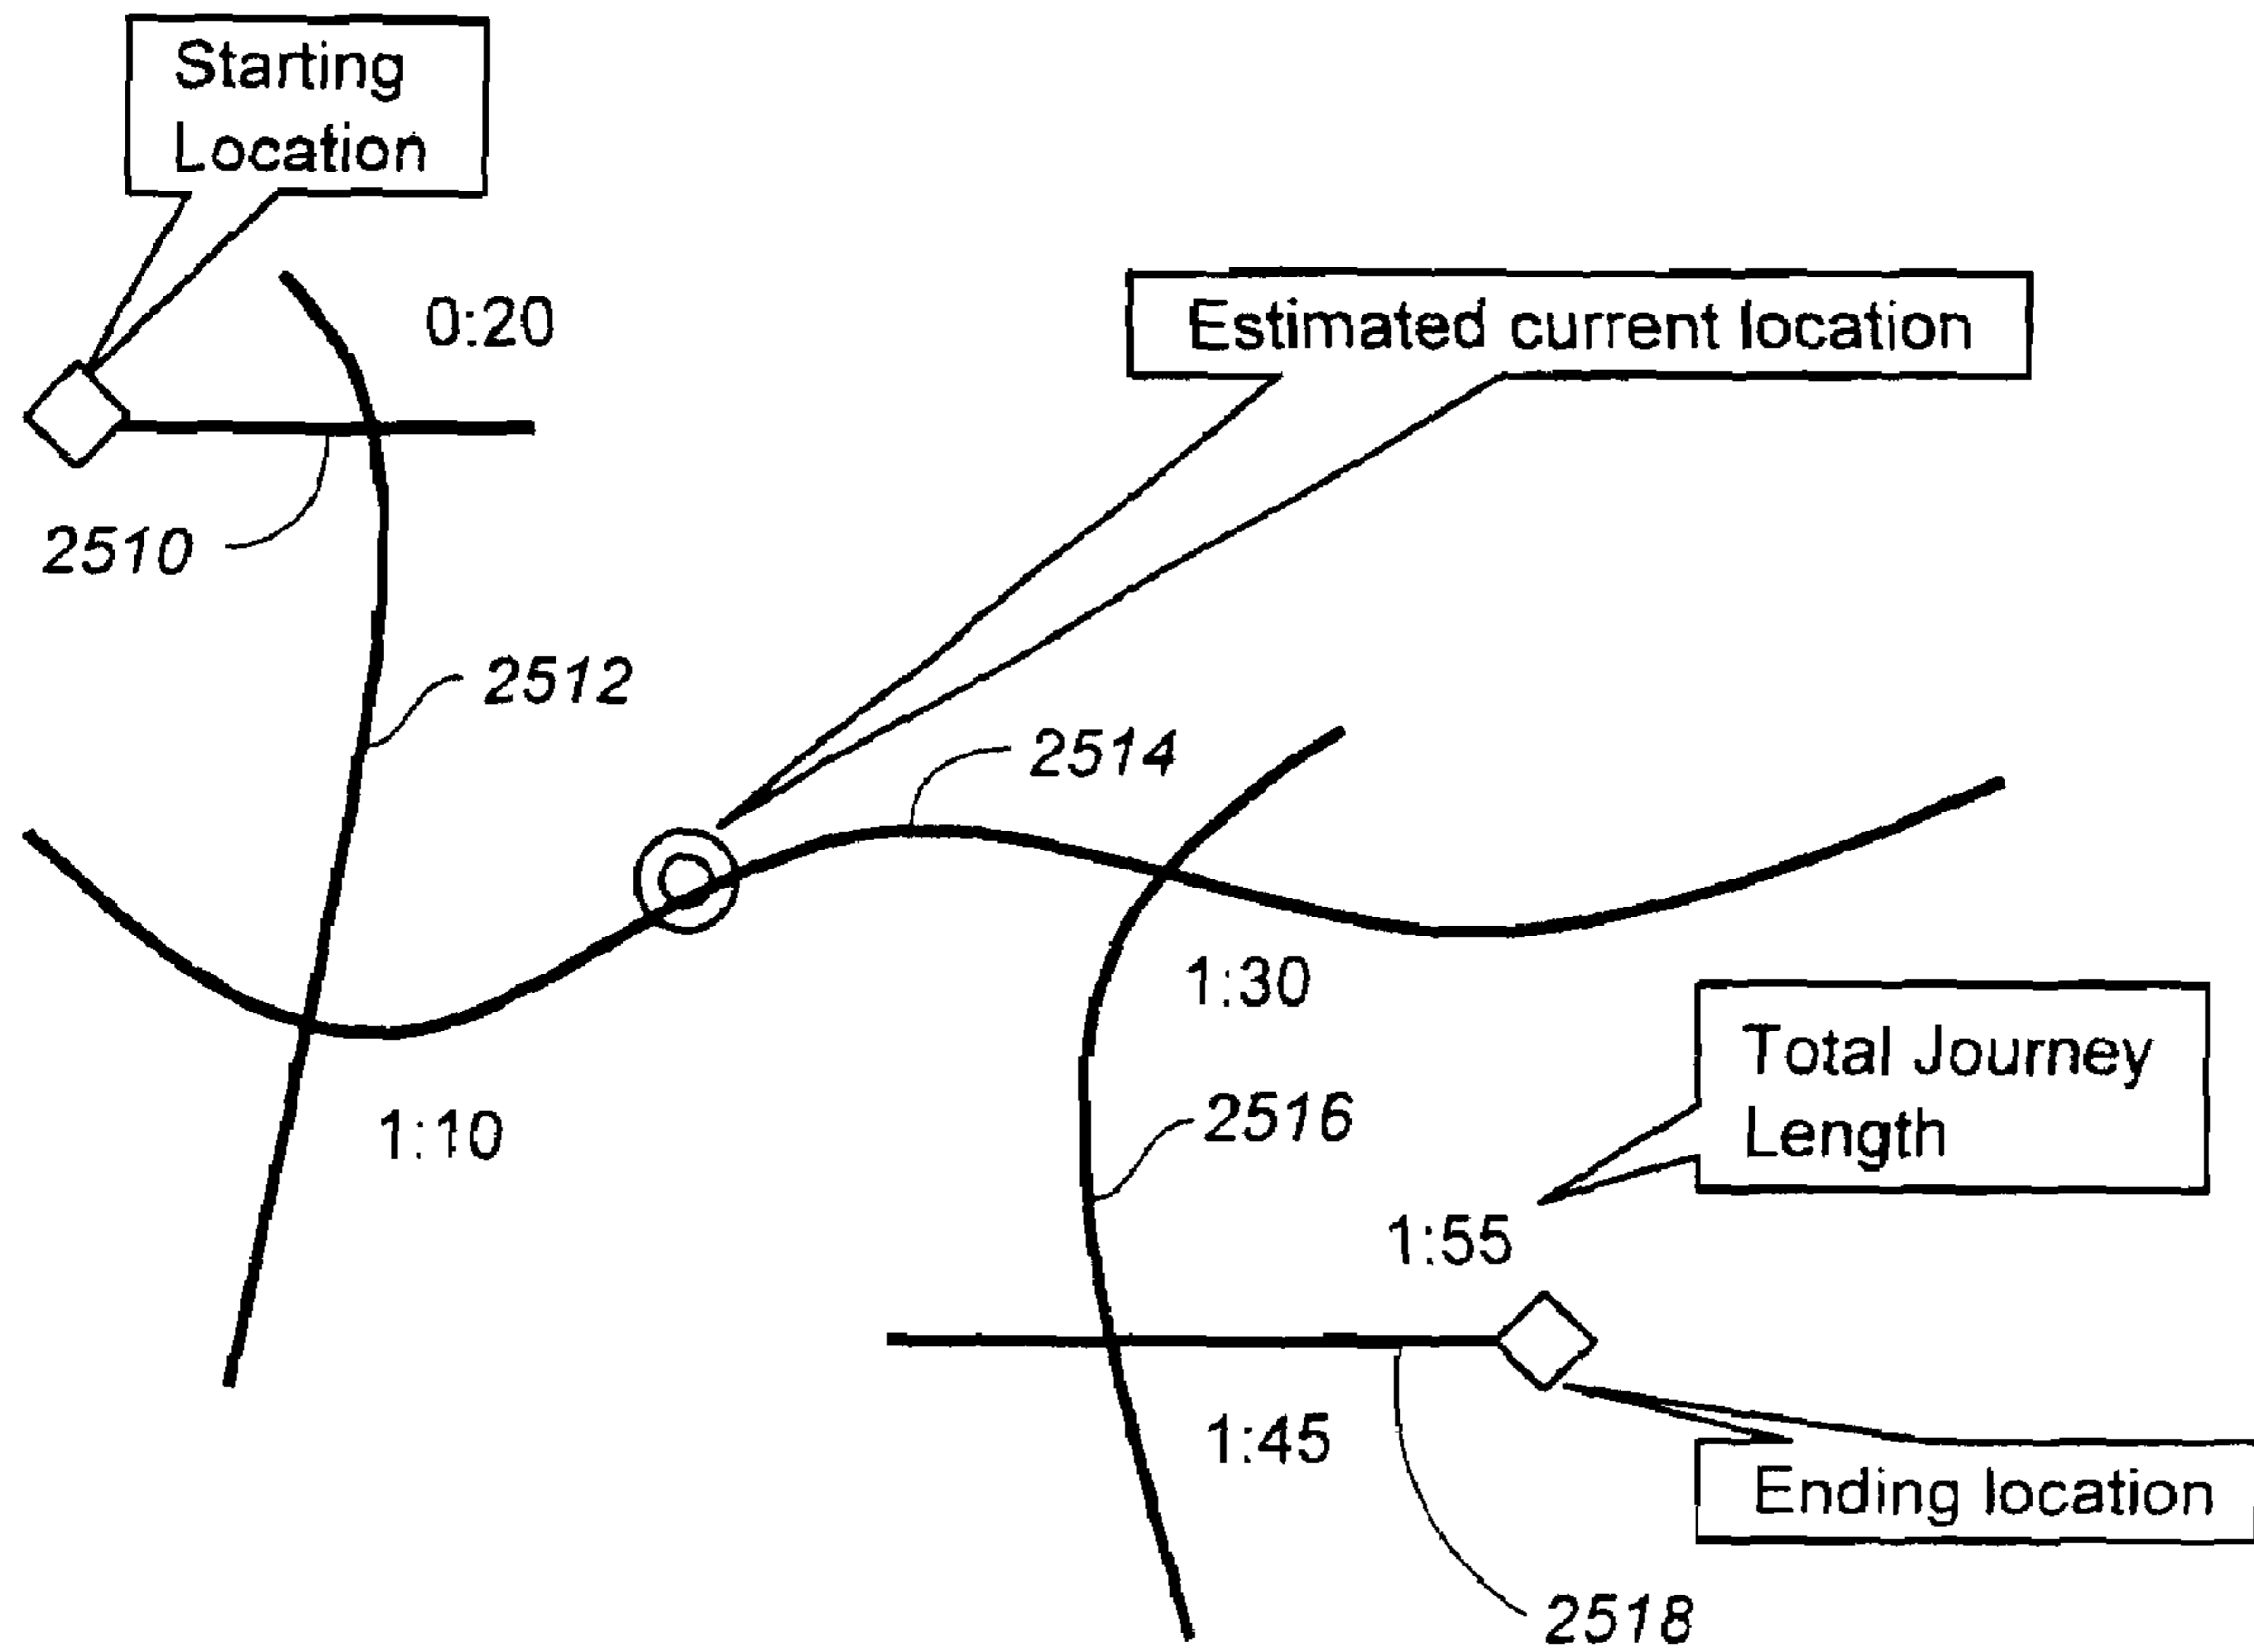 Starting
Location
0:20
Estimated current location
2510
2512
2514
1:30
Total Journey
Length
1:10
2516
1:55
1:45
Ending location
2518